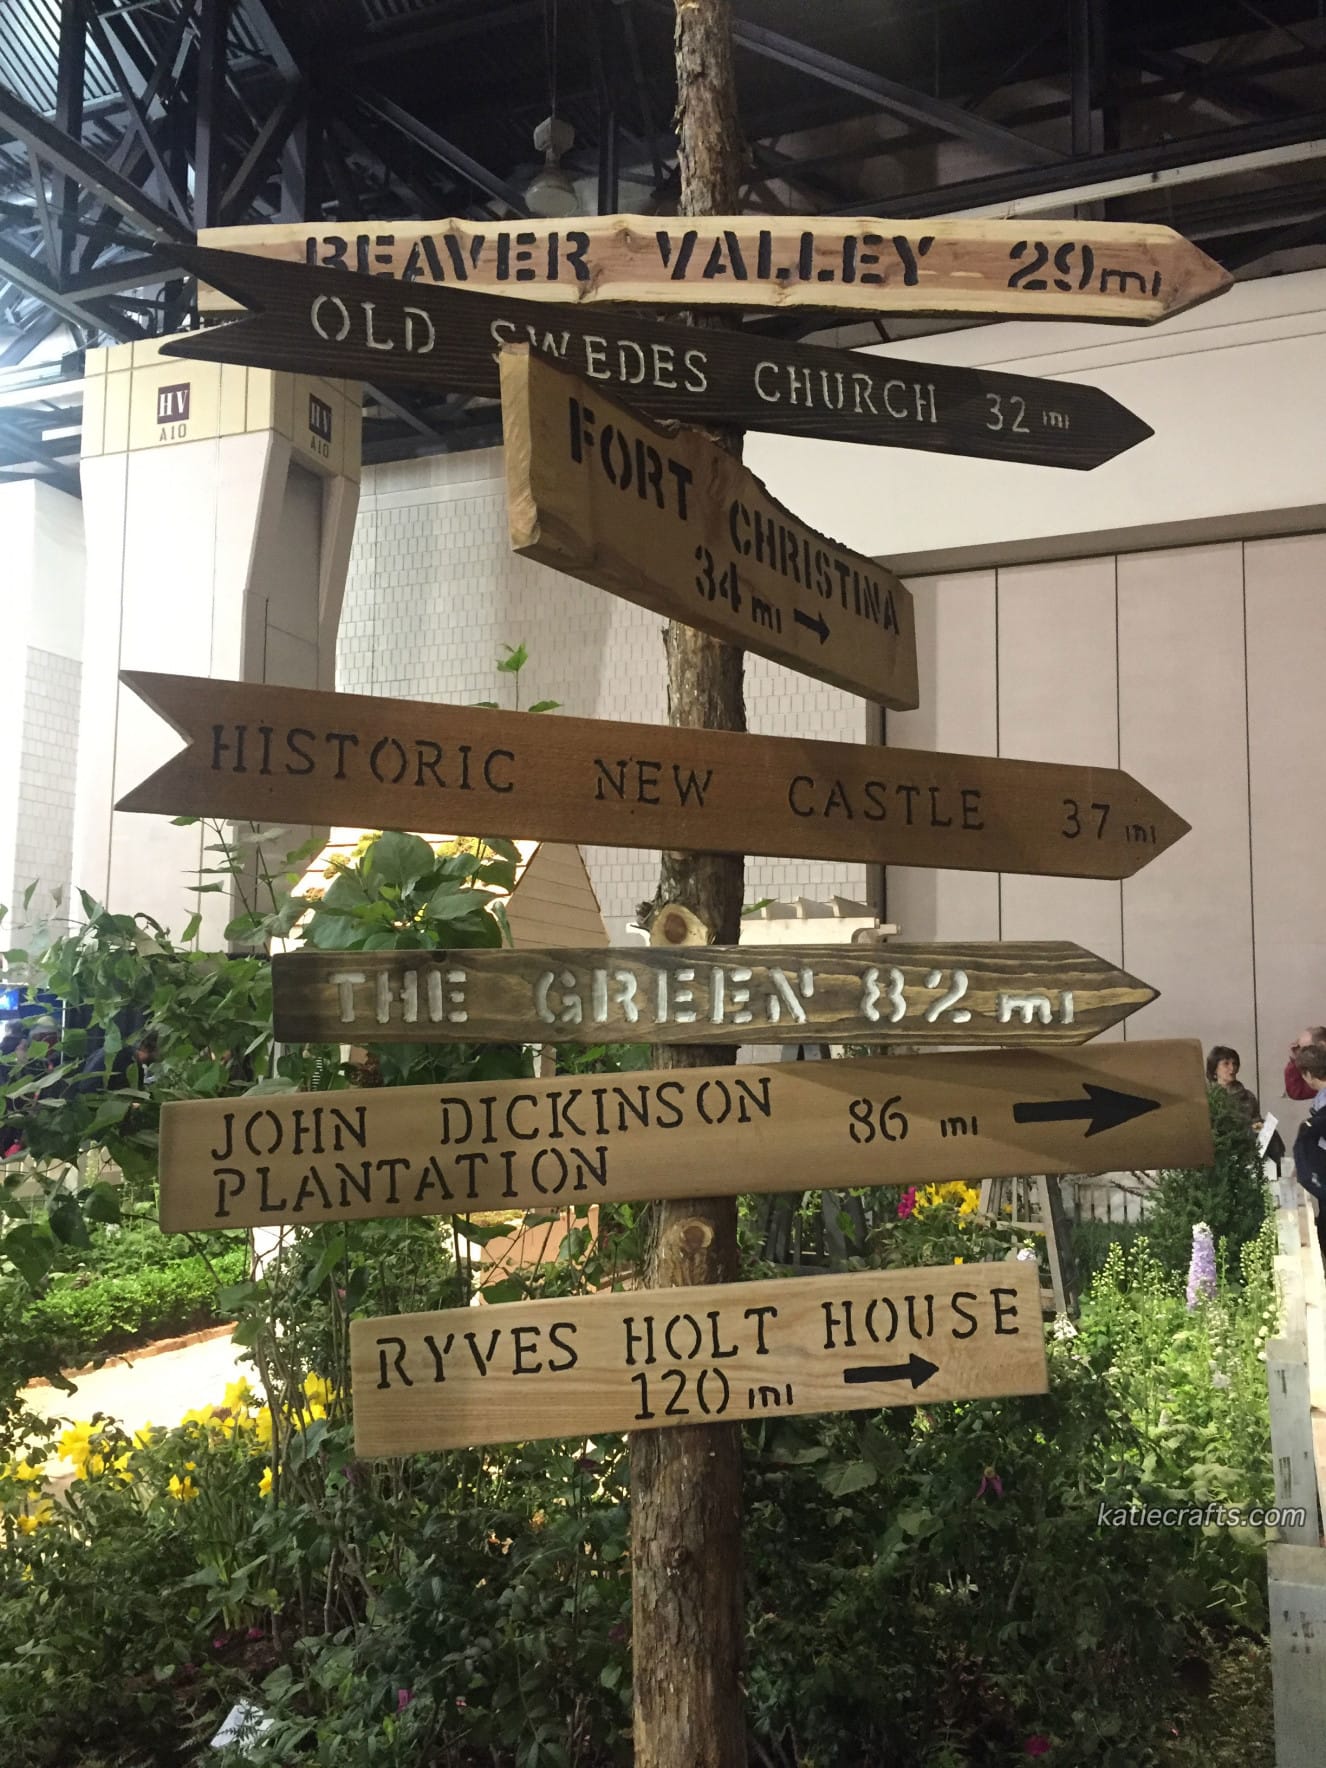 BEAVER VALLEY 29mi
OLD SWEDES CHURCH 32 mi
FORT CHRISTINA
34 mi →
HV
A10
HV
A10
HISTORIC NEW CASTLE 37 mi
THE GREEN 82 mi
JOHN DICKINSON 86 mi →
PLANTATION
RYVES HOLT HOUSE
120 mi →
katiecrafts.com